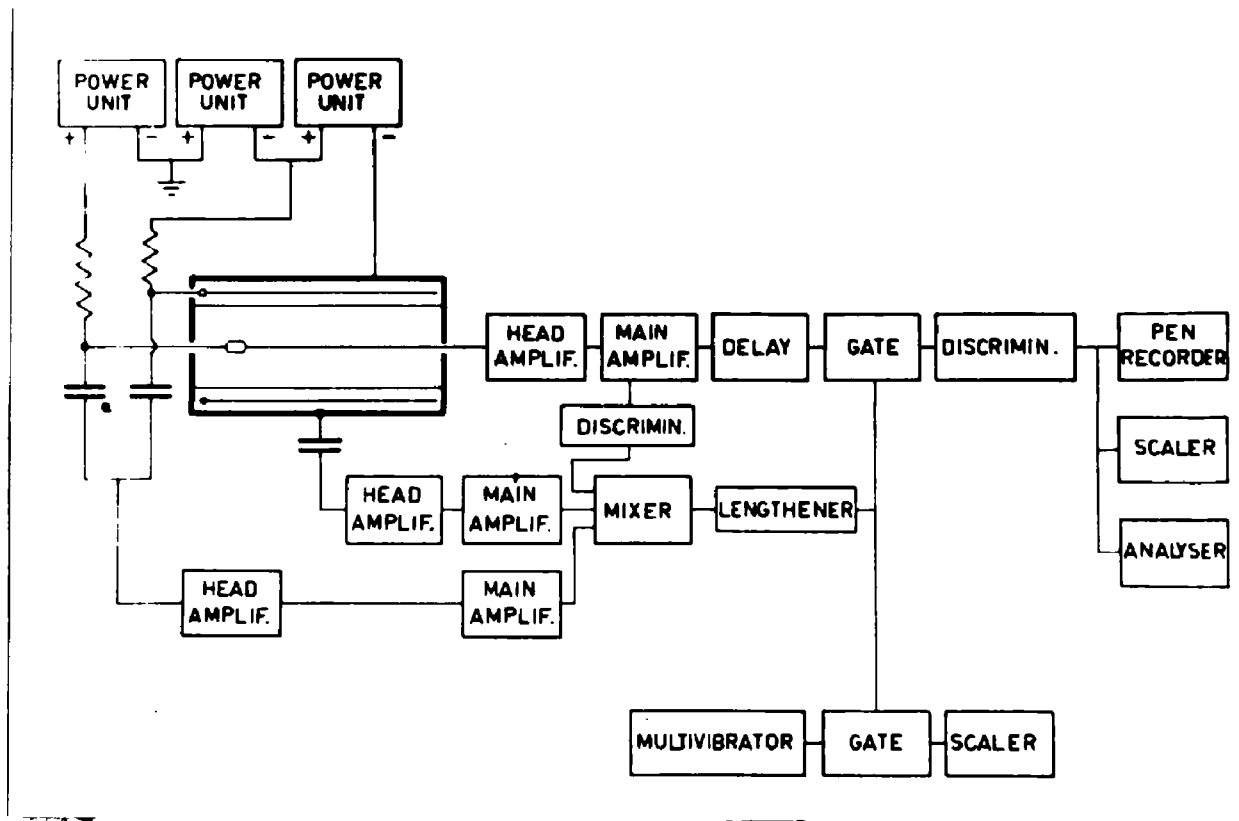 POWER
UNIT
POWER
UNIT
POWER
UNIT
+ - + - + -
HEAD
AMPLIF.
MAIN
AMPLIF.
DELAY
GATE
DISCRIMIN.
PEN
RECORDER
DISCRIMIN.
SCALER
HEAD
AMPLIF.
MAIN
AMPLIF.
MIXER
LENGTHENER
ANALYSER
HEAD
AMPLIF.
MAIN
AMPLIF.
MULTIVIBRATOR
GATE
SCALER